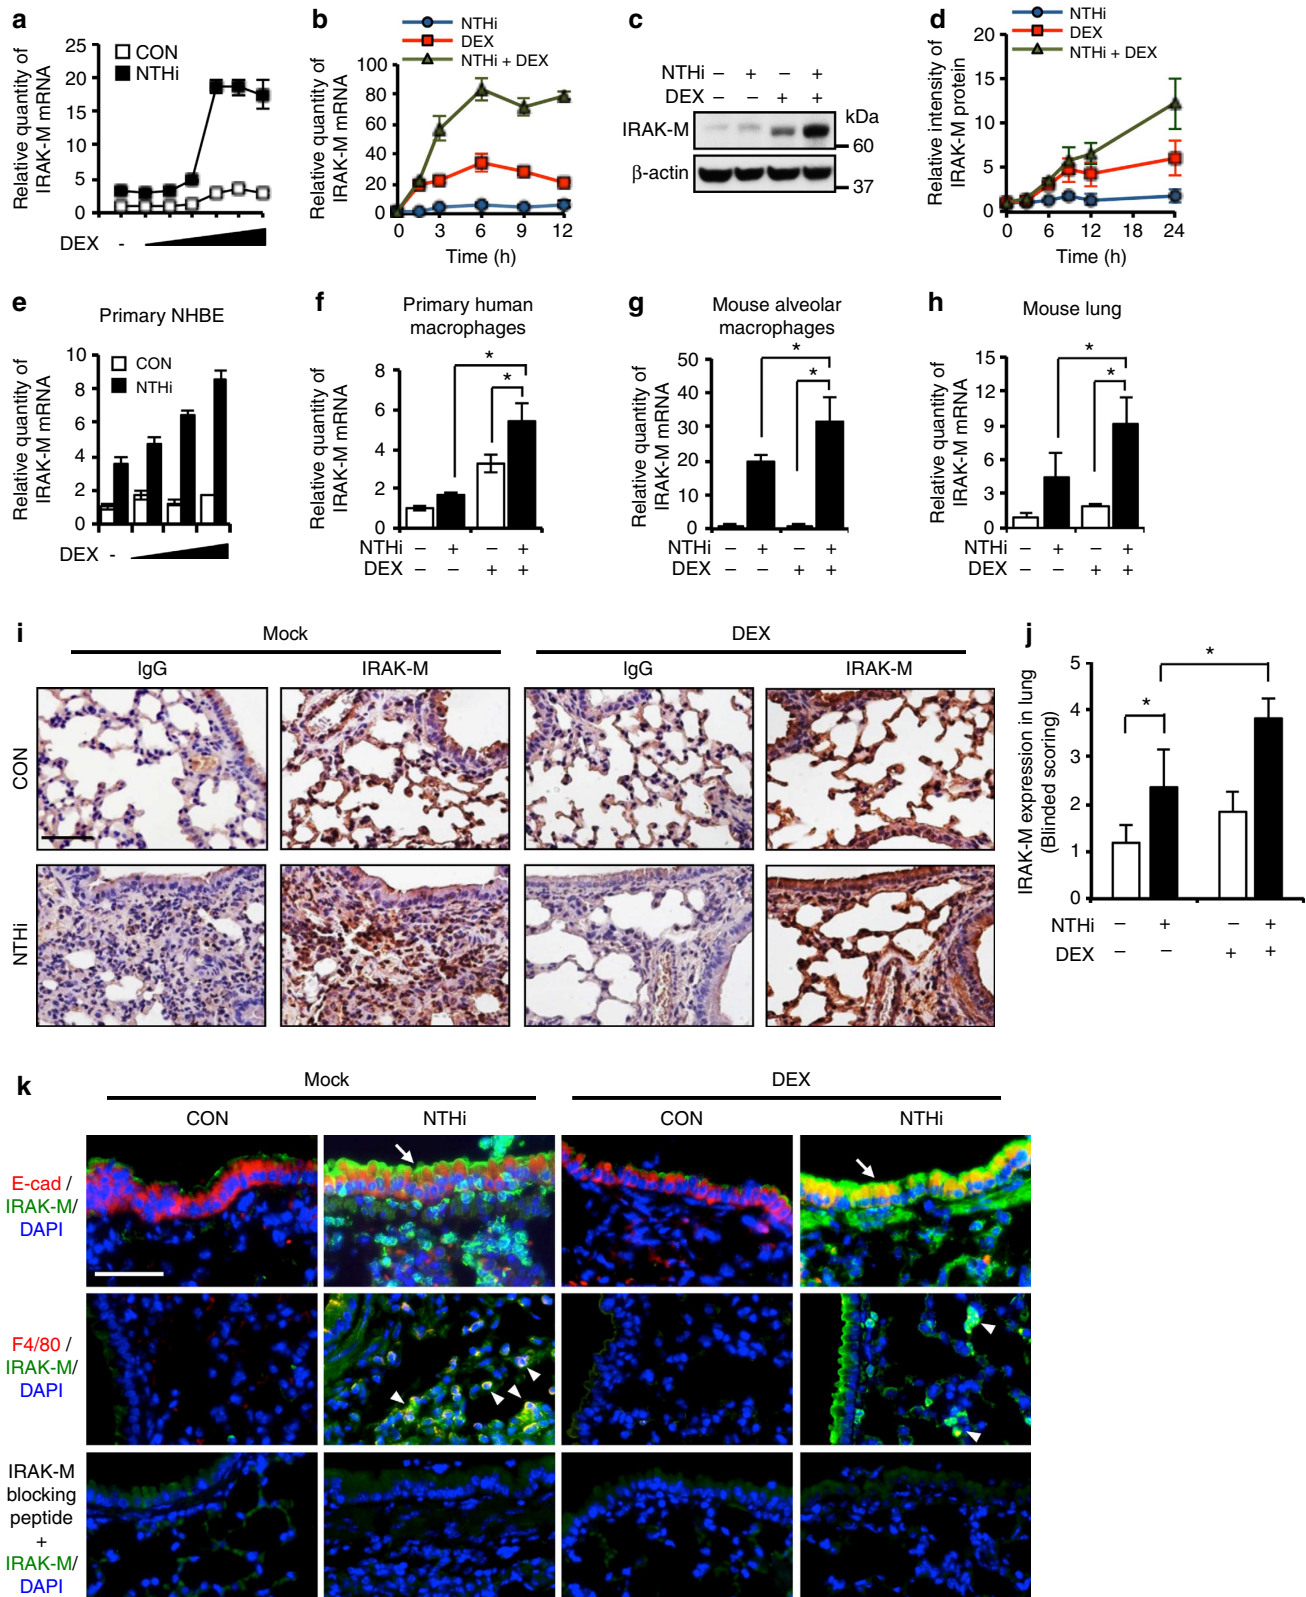 a
Relative quantity of
IRAK-M mRNA
25
20
15
10
5
0
CON
NTHi
DEX
-
b
NTHi
DEX
NTHi + DEX
Relative quantity of
IRAK-M mRNA
100
80
60
40
20
0
0 3 6 9 12
Time (h)
c
NTHi – + – +
DEX – – + +
kDa
IRAK-M
60
β-actin
37
d
NTHi
DEX
NTHi + DEX
Relative intensity of
IRAK-M protein
20
15
10
5
0
0 6 12 18 24
Time (h)
e
Primary NHBE
Relative quantity of
IRAK-M mRNA
10
8
6
4
2
0
CON
NTHi
DEX -
f
Primary human
macrophages
Relative quantity of
IRAK-M mRNA
8
6
4
2
0
*
*
NTHi – + – +
DEX – – + +
g
Mouse alveolar
macrophages
Relative quantity of
IRAK-M mRNA
50
40
30
20
10
0
*
*
NTHi – + – +
DEX – – + +
h
Mouse lung
Relative quantity of
IRAK-M mRNA
15
12
9
6
3
0
*
*
NTHi – + – +
DEX – – + +
i
Mock
DEX
IgG
IRAK-M
IgG
IRAK-M
CON
NTHi
j
IRAK-M expression in lung
(Blinded scoring)
5
4
3
2
1
0
*
*
NTHi – + – +
DEX – – + +
k
Mock
DEX
CON
NTHi
CON
NTHi
E-cad /
IRAK-M/
DAPI
F4/80 /
IRAK-M/
DAPI
IRAK-M
blocking
peptide
+
IRAK-M/
DAPI